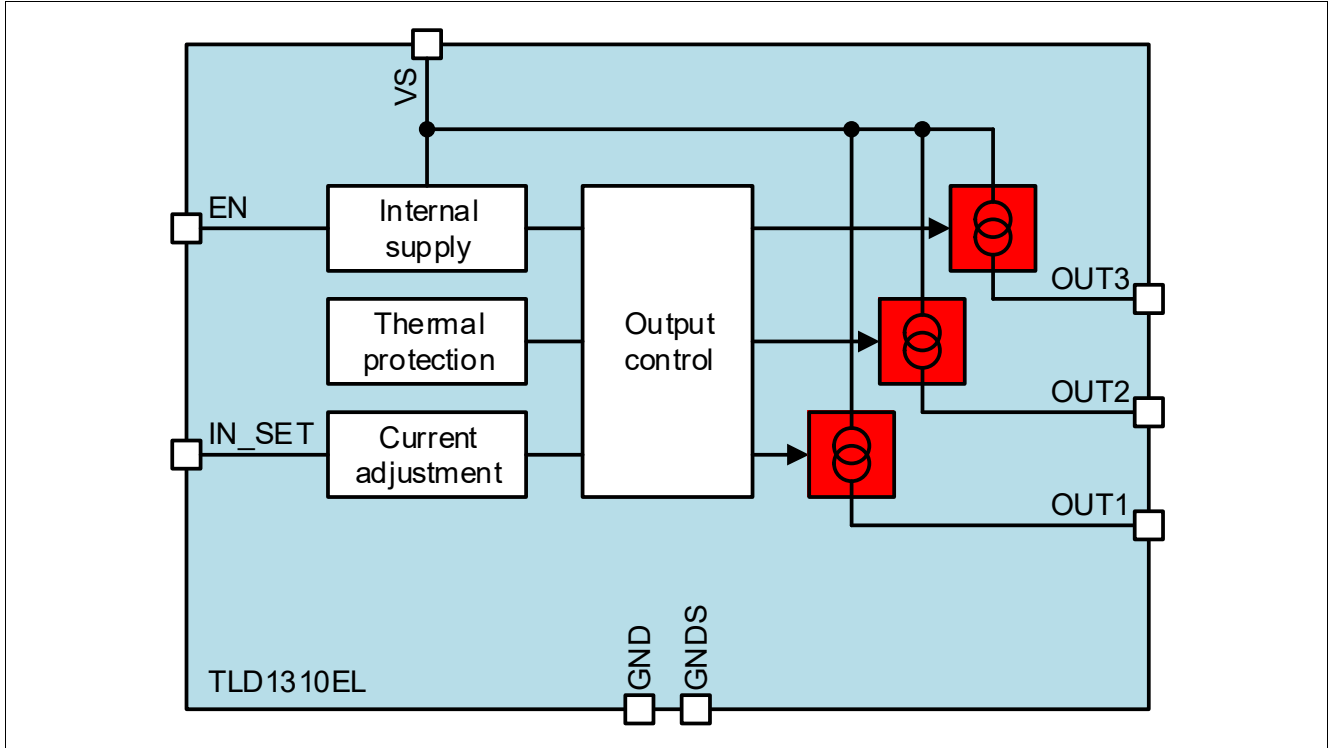 VS
EN
Internal
supply
Thermal
protection
Output
control
OUT3
OUT2
IN_SET
Current
adjustment
OUT1
GND
GNDS
TLD1310EL